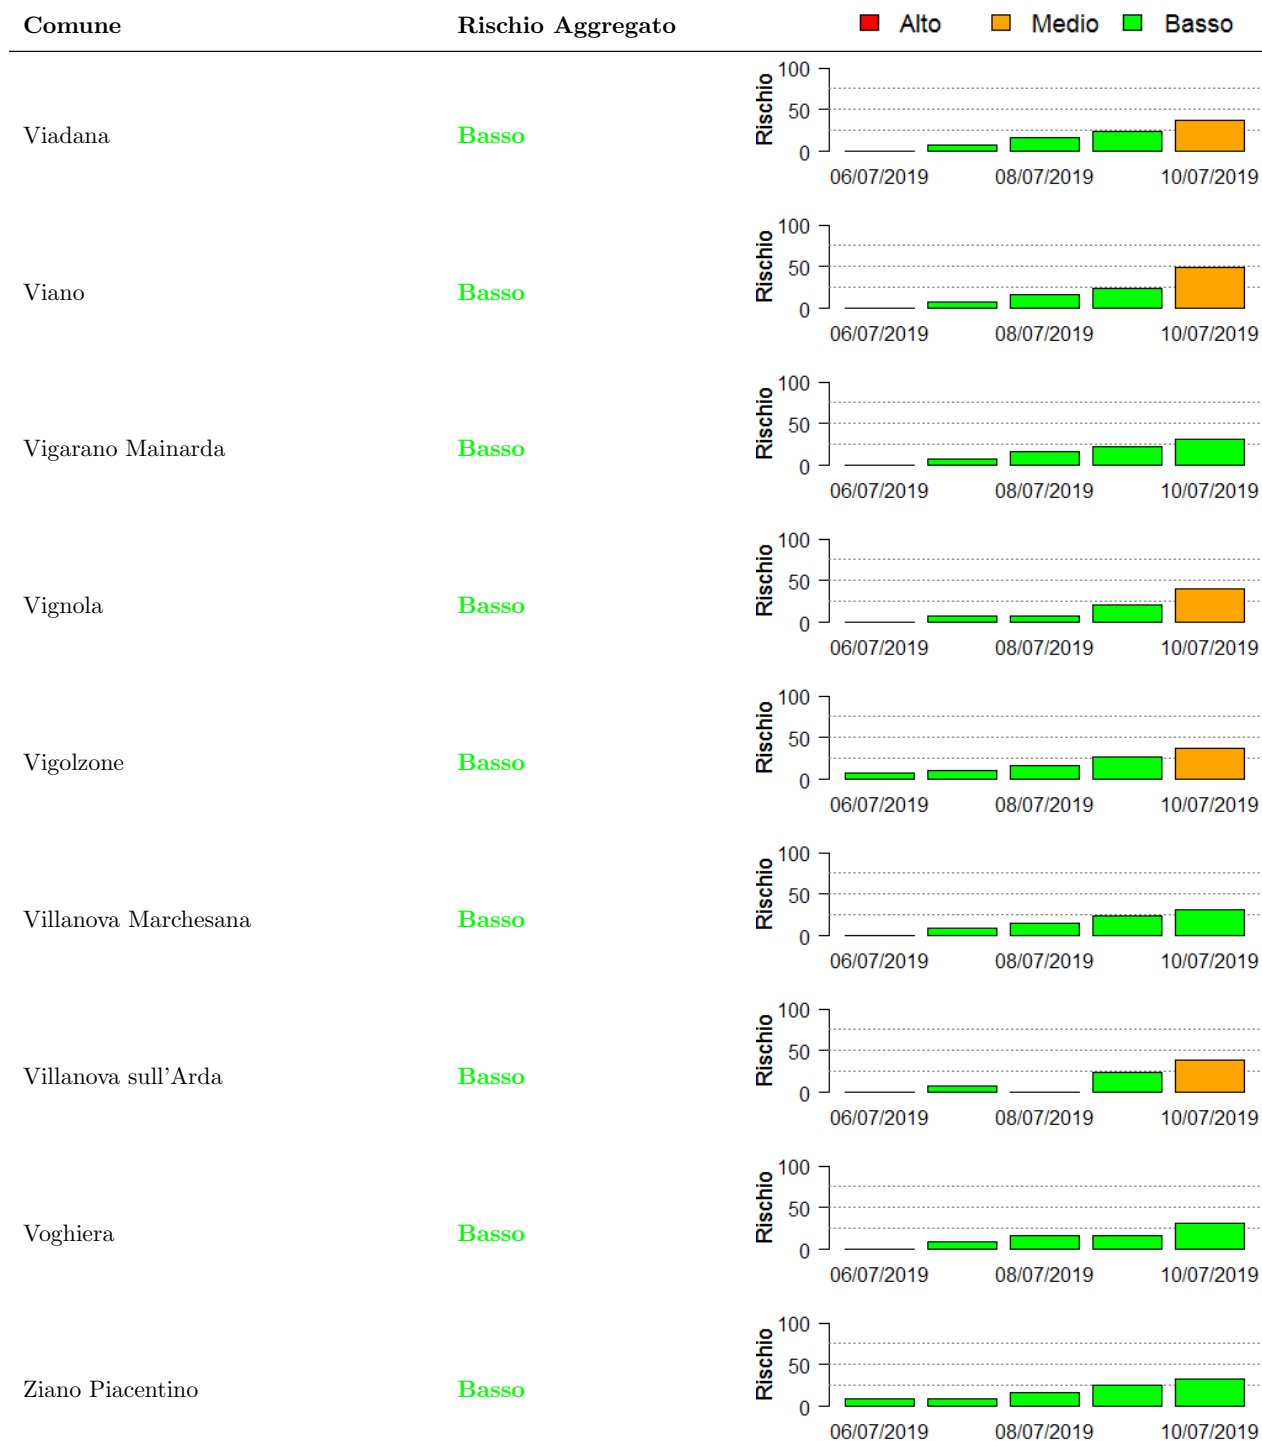 Comune Rischio Aggregato Alto Medio Basso
100
50
0
Rischio
Viadana Basso
06/07/2019 08/07/2019 10/07/2019
100
50
0
Rischio
Viano Basso
06/07/2019 08/07/2019 10/07/2019
100
50
0
Rischio
Vigarano Mainarda Basso
06/07/2019 08/07/2019 10/07/2019
100
50
0
Rischio
Vignola Basso
06/07/2019 08/07/2019 10/07/2019
100
50
0
Rischio
Vigolzone Basso
06/07/2019 08/07/2019 10/07/2019
100
50
0
Rischio
Villanova Marchesana Basso
06/07/2019 08/07/2019 10/07/2019
100
50
0
Rischio
Villanova sull'Arda Basso
06/07/2019 08/07/2019 10/07/2019
100
50
0
Rischio
Voghiera Basso
06/07/2019 08/07/2019 10/07/2019
100
50
0
Rischio
Ziano Piacentino Basso
06/07/2019 08/07/2019 10/07/2019